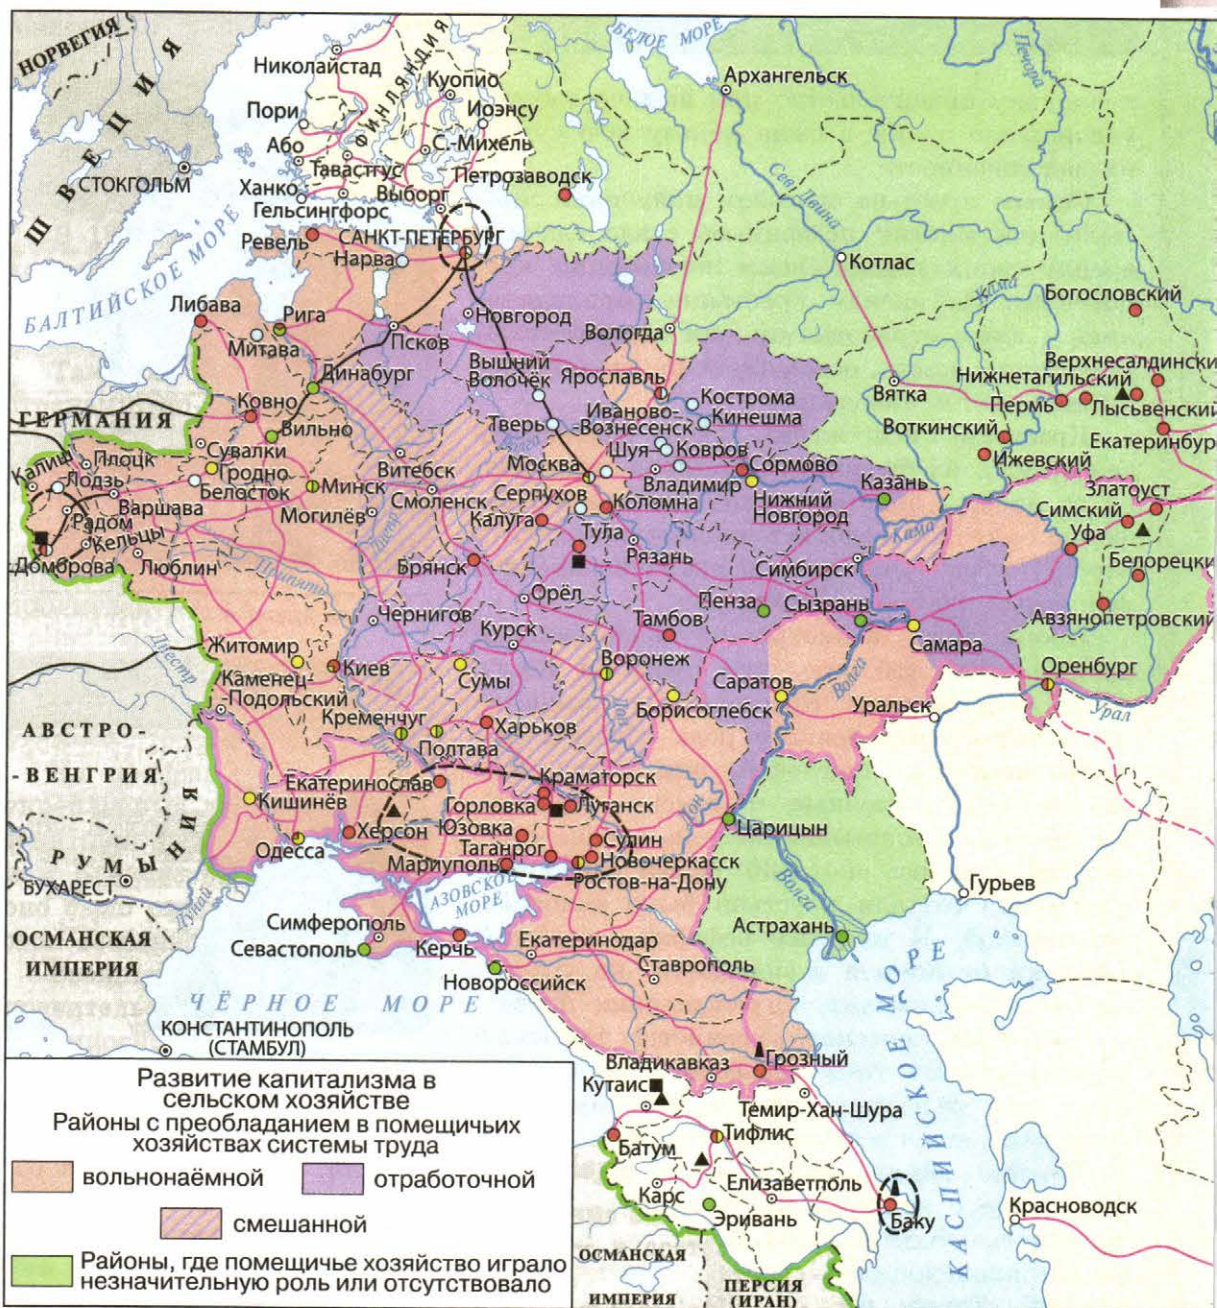 НОРВЕГИЯ
ШВЕЦИЯ
СТОКГОЛЬМ
БАЛТИЙСКОЕ МОРЕ
БЕЛОЕ МОРЕ
ФИНЛЯНДИЯ
Николайстад
Куопио
Пори
Иоэнсу
Або
С.-Михель
Тавастгус
Ханко
Выборг
Гельсингфорс
Петрозаводск
Архангельск
Печора
Сев. Двина
Котлас
Ревель
САНКТ-ПЕТЕРБУРГ
Нарва
Новгород
Вологда
Кама
Богословский
Либава
Рига
Митава
Псков
Вышний
Волочёк
Ярославль
Вятка
Верхнесалдинский
Нижнетагильский
Пермь
Лысьвенский
Динабург
Кострома
Кинешма
Иваново-
Вознесенск
Тверь
Волга
Шуя
Ковров
Воткинский
Екатеринбург
Ижевский
ГЕРМАНИЯ
Ковно
Вильно
Сувалки
Гродно
Белосток
Витебск
Москва
Владимир
Сормово
Нижний
Новгород
Казань
Златоуст
Симский
Калиш
Плоцк
Лодзь
Варшава
Радом
Кельцы
Домброва
Люблин
Минск
Могилёв
Смоленск
Днепр
Серпухов
Коломна
Калуга
Тула
Рязань
Кама
Уфа
Белорецкий
Припять
Брянск
Орёл
Симбирск
Пенза
Сызрань
Авзянопетровский
Чернигов
Курск
Тамбов
Самара
Днестр
Житомир
Киев
Сумы
Воронеж
Оренбург
Каменец-
Подольский
Дон
Борисоглебск
Саратов
Волга
Уральск
Урал
АВСТРО-
-ВЕНГРИЯ
Кременчуг
Полтава
Харьков
Днепр
Екатеринослав
Краматорск
Кишинёв
Горловка
Луганск
Дон
Царицын
Херсон
Юзовка
Сулин
Одесса
Таганрог
Новочеркасск
Мариуполь
Ростов-на-Дону
РУМЫНИЯ
БУХАРЕСТ
Дунай
АЗОВСКОЕ
МОРЕ
Волга
Гурьев
ОСМАНСКАЯ
ИМПЕРИЯ
Симферополь
Севастополь
Керчь
Екатеринодар
Астрахань
Ставрополь
Новороссийск
ЧЁРНОЕ МОРЕ
КАСПИЙСКОЕ МОРЕ
КОНСТАНТИНОПОЛЬ
(СТАМБУЛ)
Владикавказ
Грозный
Кутаис
Темир-Хан-Шура
Батум
Тифлис
Карс
Елизаветполь
Эривань
Баку
Красноводск
ОСМАНСКАЯ
ИМПЕРИЯ
ПЕРСИЯ
(ИРАН)
Развитие капитализма в
сельском хозяйстве
Районы с преобладанием в помещичьих
хозяйствах системы труда
вольнонаёмной
отработочной
смешанной
Районы, где помещичье хозяйство играло
незначительную роль или отсутствовало